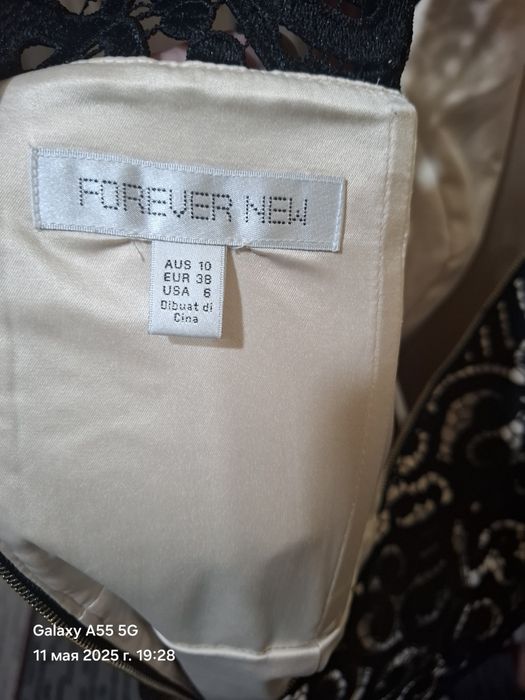 FOREVER NEW
AUS 10
EUR 38
USA 6
Dibuat di
Cina
Galaxy A55 5G
11 мая 2025 г. 19:28